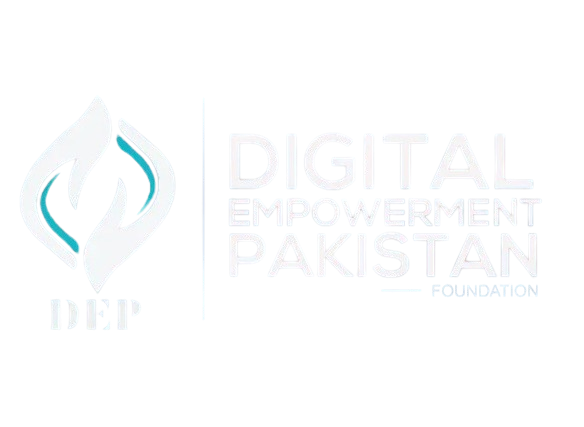 DEP
DIGITAL
EMPOWERMENT
PAKISTAN
FOUNDATION